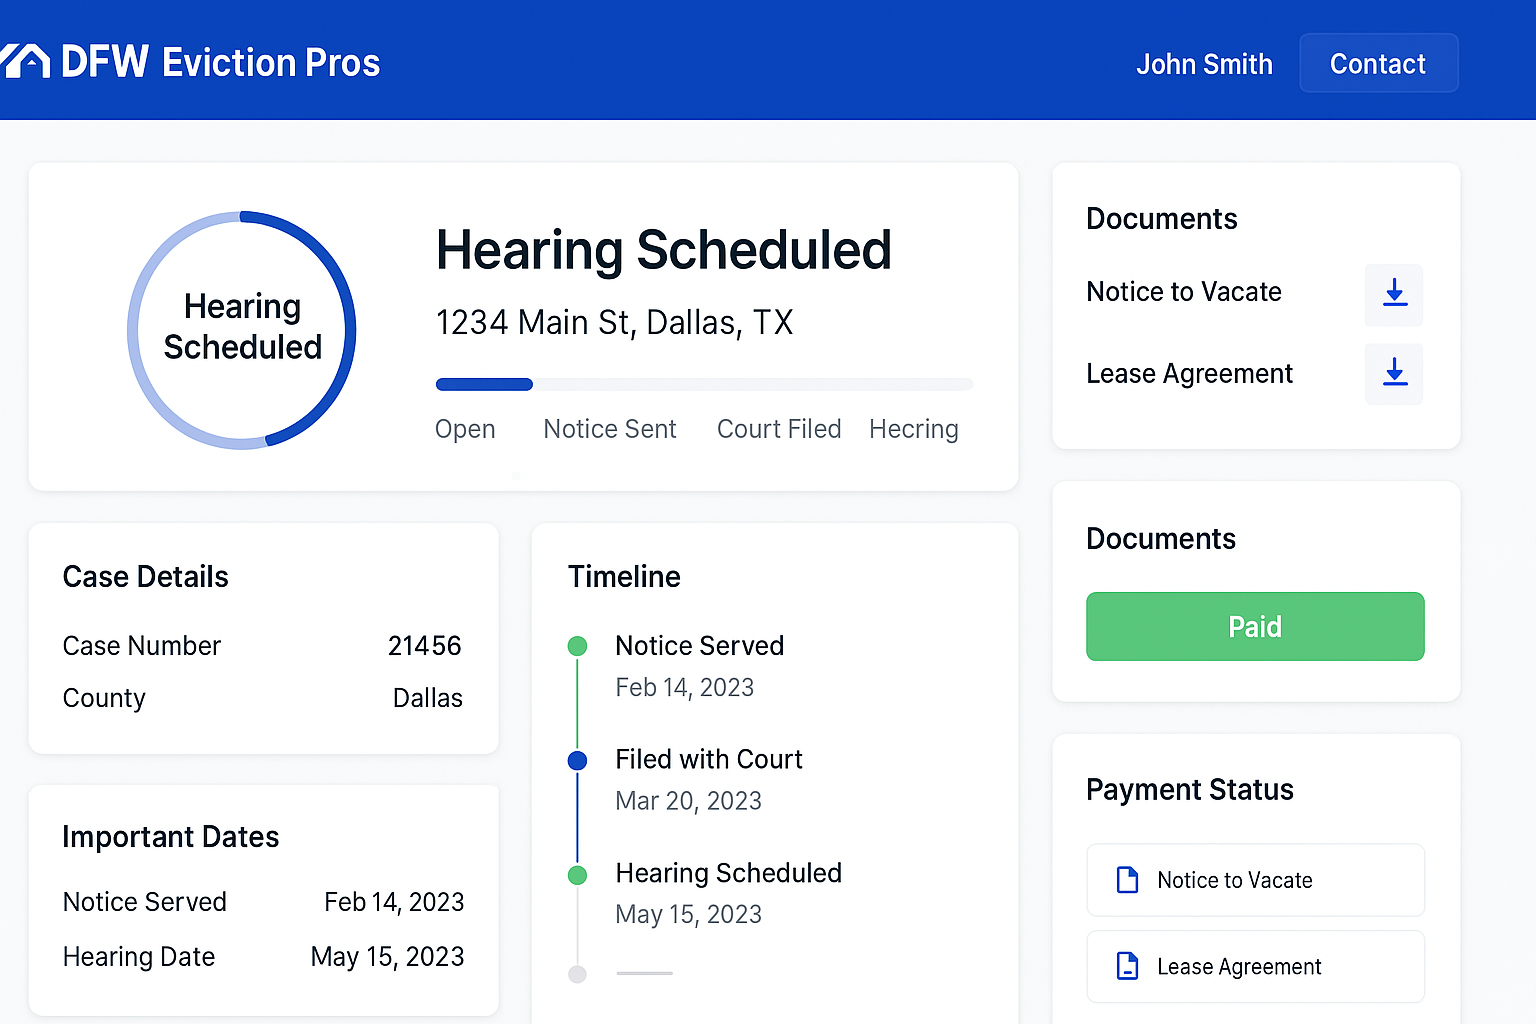 DFW Eviction Pros
John Smith
Contact
Hearing
Scheduled
Hearing Scheduled
1234 Main St, Dallas, TX
Open
Notice Sent
Court Filed
Hecring
Documents
Notice to Vacate
Lease Agreement
Case Details
Case Number 21456
County Dallas
Important Dates
Notice Served Feb 14, 2023
Hearing Date May 15, 2023
Timeline
Notice Served
Feb 14, 2023
Filed with Court
Mar 20, 2023
Hearing Scheduled
May 15, 2023
Documents
Paid
Payment Status
Notice to Vacate
Lease Agreement